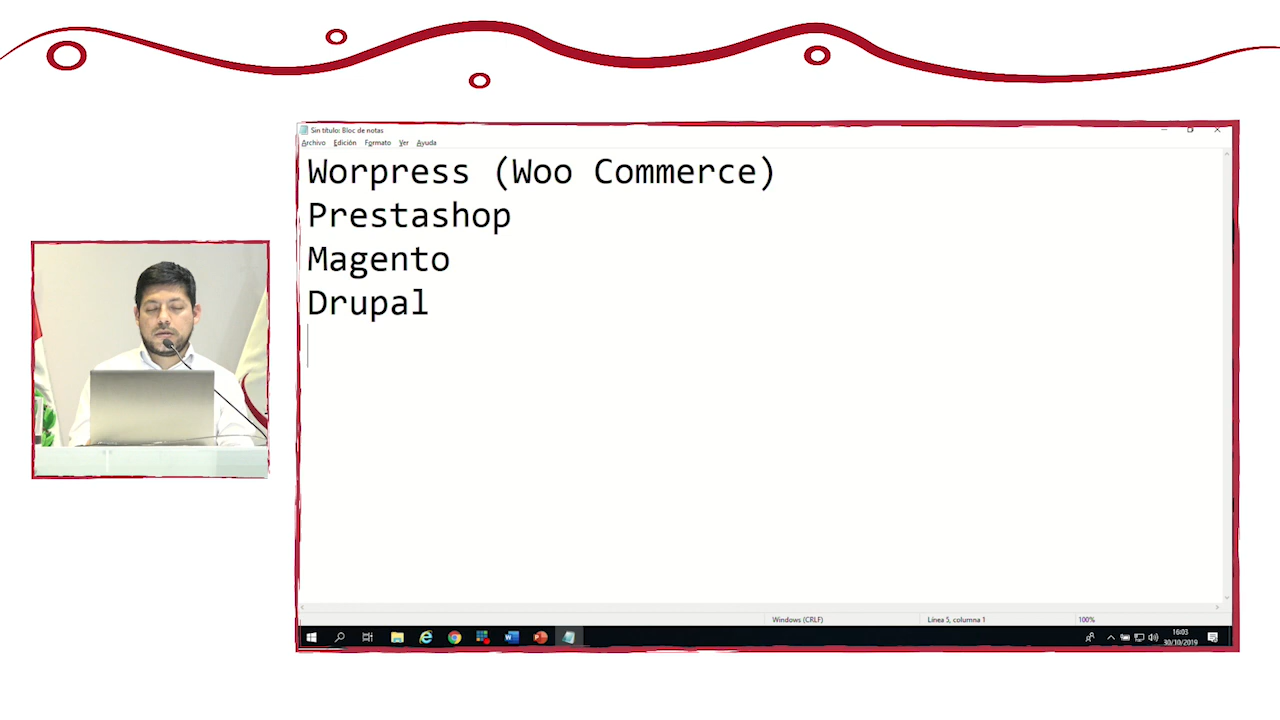 Sin título: Bloc de notas
Archivo Edición Formato Ver Ayuda
Worpress (Woo Commerce)
Prestashop
Magento
Drupal
Windows (CRLF) Línea 5, columna 1 100%
16:03
30/10/2019